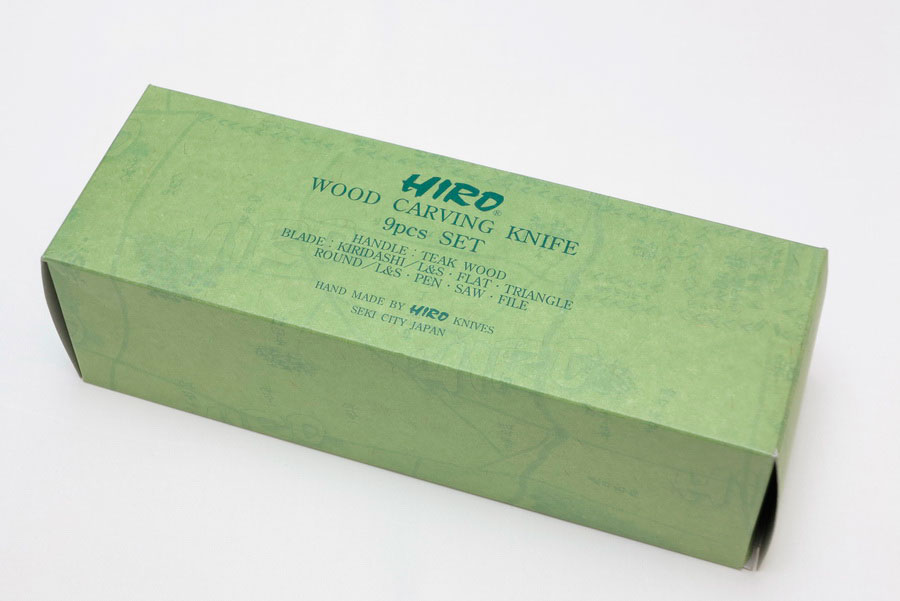 HIRO®
WOOD CARVING KNIFE
9pcs SET
HANDLE : TEAK WOOD
BLADE : KIRIDASHI/L&S · FLAT · TRIANGLE
ROUND/L&S · PEN · SAW · FILE
HAND MADE BY HIRO KNIVES
SEKI CITY JAPAN